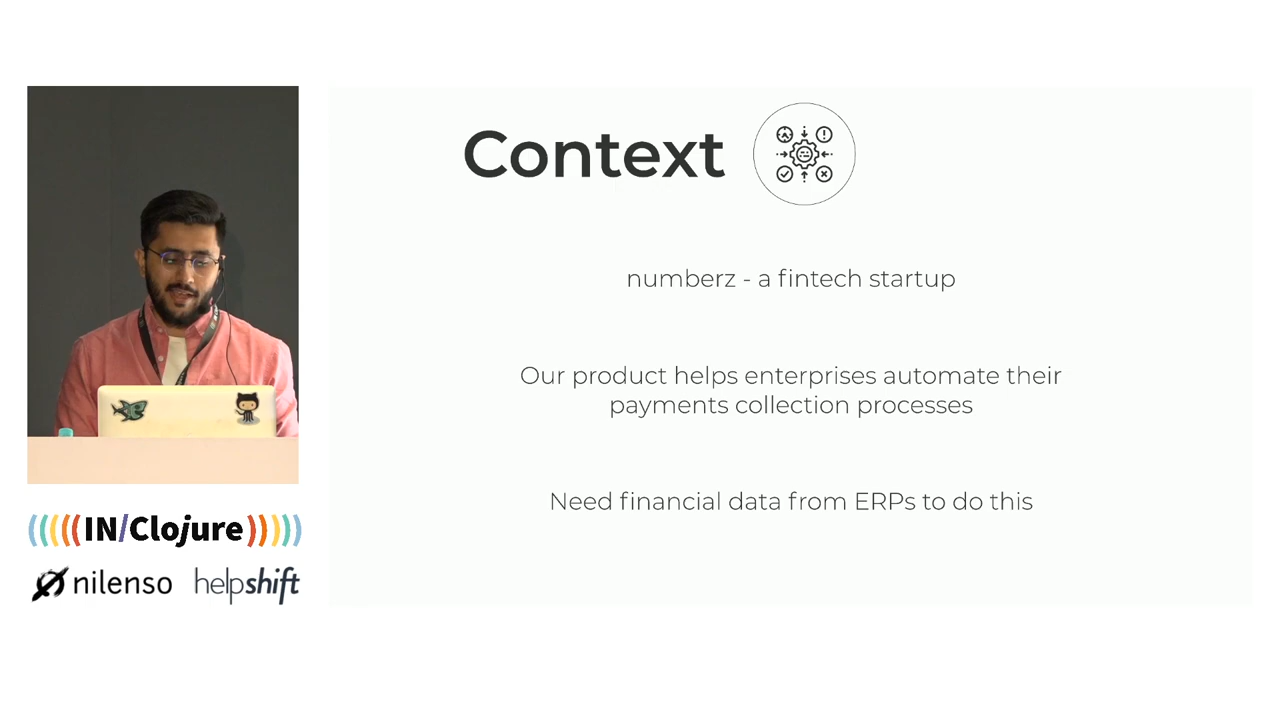 Context
numberz - a fintech startup
Our product helps enterprises automate their
payments collection processes
Need financial data from ERPs to do this
(((((IN/Clojure)))))
nilenso helpshift